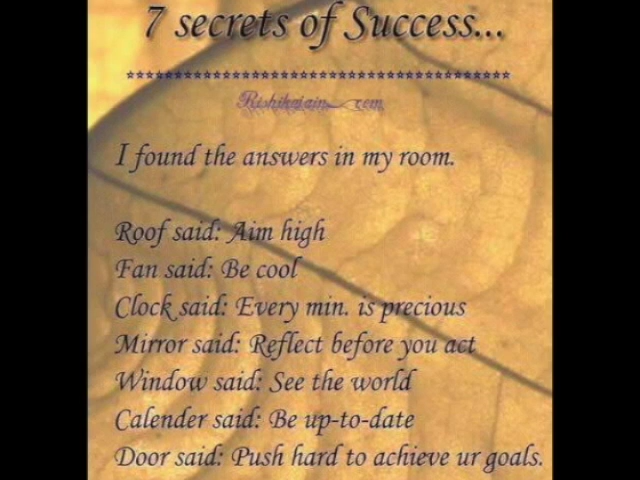 7 secrets of Success...
****************************************
Rishikajain.com
I found the answers in my room.
Roof said: Aim high
Fan said: Be cool
Clock said: Every min. is precious
Mirror said: Reflect before you act
Window said: See the world
Calender said: Be up-to-date
Door said: Push hard to achieve ur goals.